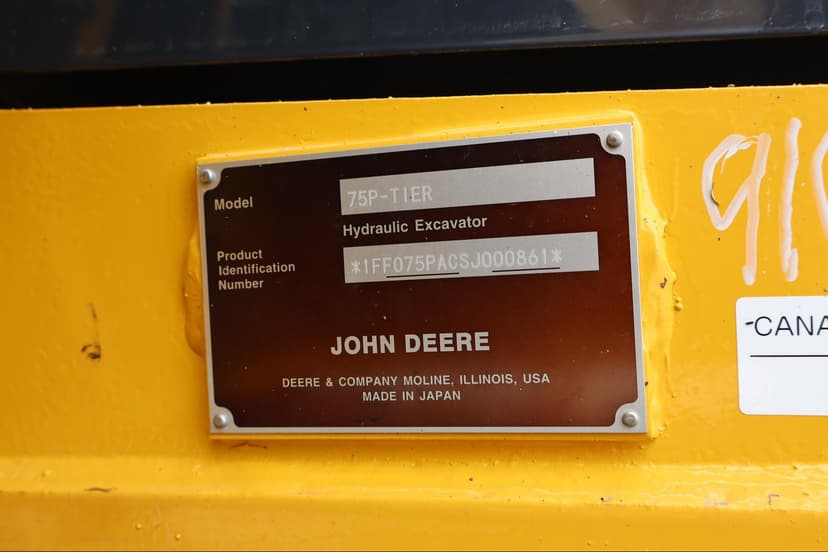 Model
75P-TIER
Hydraulic Excavator
Product
Identification
Number
*1FF075PACSJ000861*
JOHN DEERE
DEERE & COMPANY MOLINE, ILLINOIS, USA
MADE IN JAPAN
-CANA